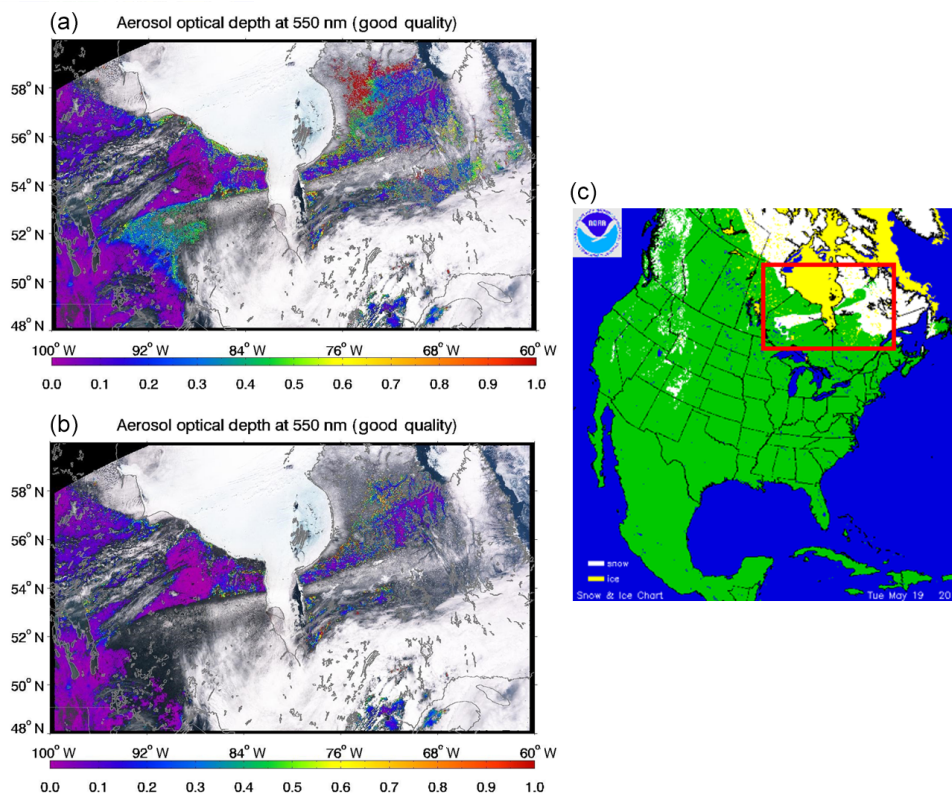 (a) Aerosol optical depth at 550 nm (good quality)
58° N
56° N
54° N
52° N
50° N
48° N
100° W 92° W 84° W 76° W 68° W 60° W
0.0 0.1 0.2 0.3 0.4 0.5 0.6 0.7 0.8 0.9 1.0
(b) Aerosol optical depth at 550 nm (good quality)
58° N
56° N
54° N
52° N
50° N
48° N
100° W 92° W 84° W 76° W 68° W 60° W
0.0 0.1 0.2 0.3 0.4 0.5 0.6 0.7 0.8 0.9 1.0
(c)
NOAA
snow
ice
Snow & Ice Chart Tue May 19 20